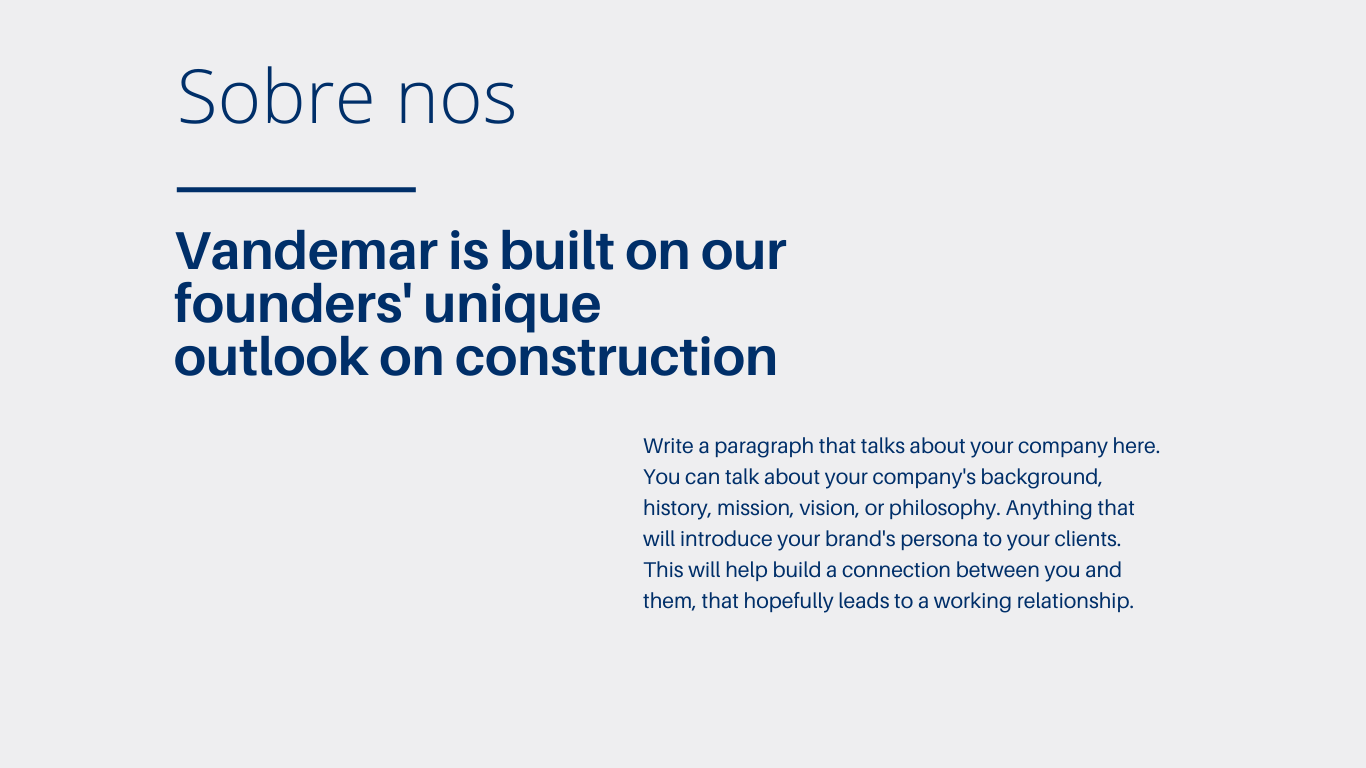 Sobre nos
Vandemar is built on our
founders' unique
outlook on construction
Write a paragraph that talks about your company here.
You can talk about your company's background,
history, mission, vision, or philosophy. Anything that
will introduce your brand's persona to your clients.
This will help build a connection between you and
them, that hopefully leads to a working relationship.